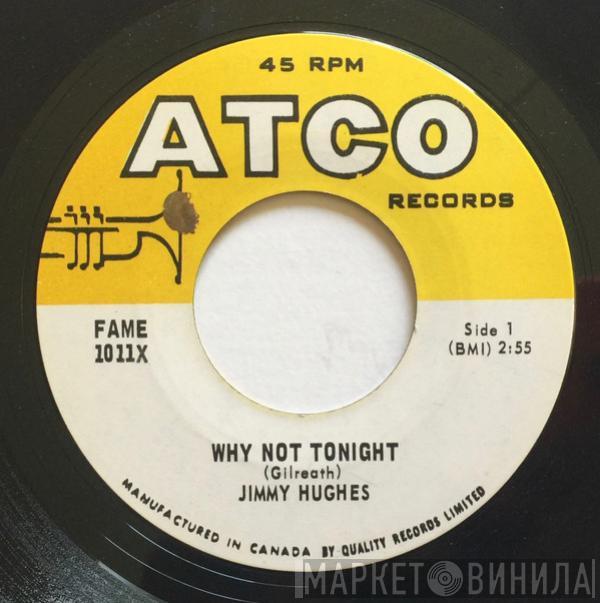 45 RPM
ATCO
RECORDS
FAME
1011X
Side 1
(BMI) 2:55
WHY NOT TONIGHT
(Gilreath)
JIMMY HUGHES
MANUFACTURED IN CANADA BY QUALITY RECORDS LIMITED
МАРКЕТ ВИНИЛА